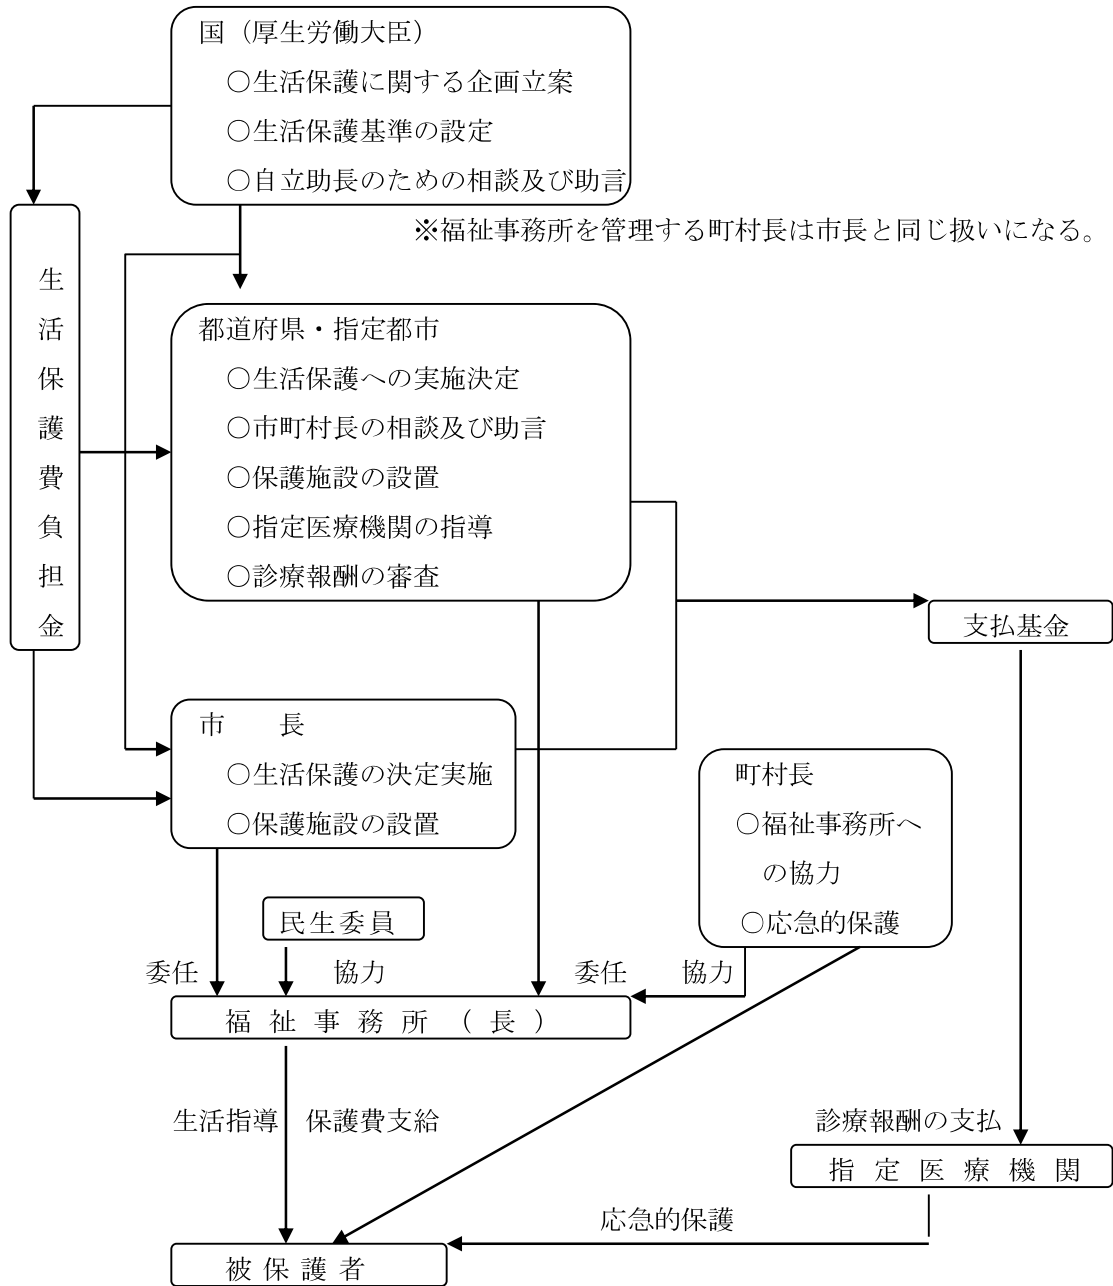 国（厚生労働大臣）
○生活保護に関する企画立案
○生活保護基準の設定
○自立助長のための相談及び助言
※福祉事務所を管理する町村長は市長と同じ扱いになる。
生活保護費負担金
都道府県・指定都市
○生活保護への実施決定
○市町村長の相談及び助言
○保護施設の設置
○指定医療機関の指導
○診療報酬の審査
支払基金
市　　長
○生活保護の決定実施
○保護施設の設置
町村長
○福祉事務所へ
の協力
○応急的保護
民生委員
委任
協力
委任
協力
福祉事務所（長）
生活指導
保護費支給
診療報酬の支払
指定医療機関
応急的保護
被保護者